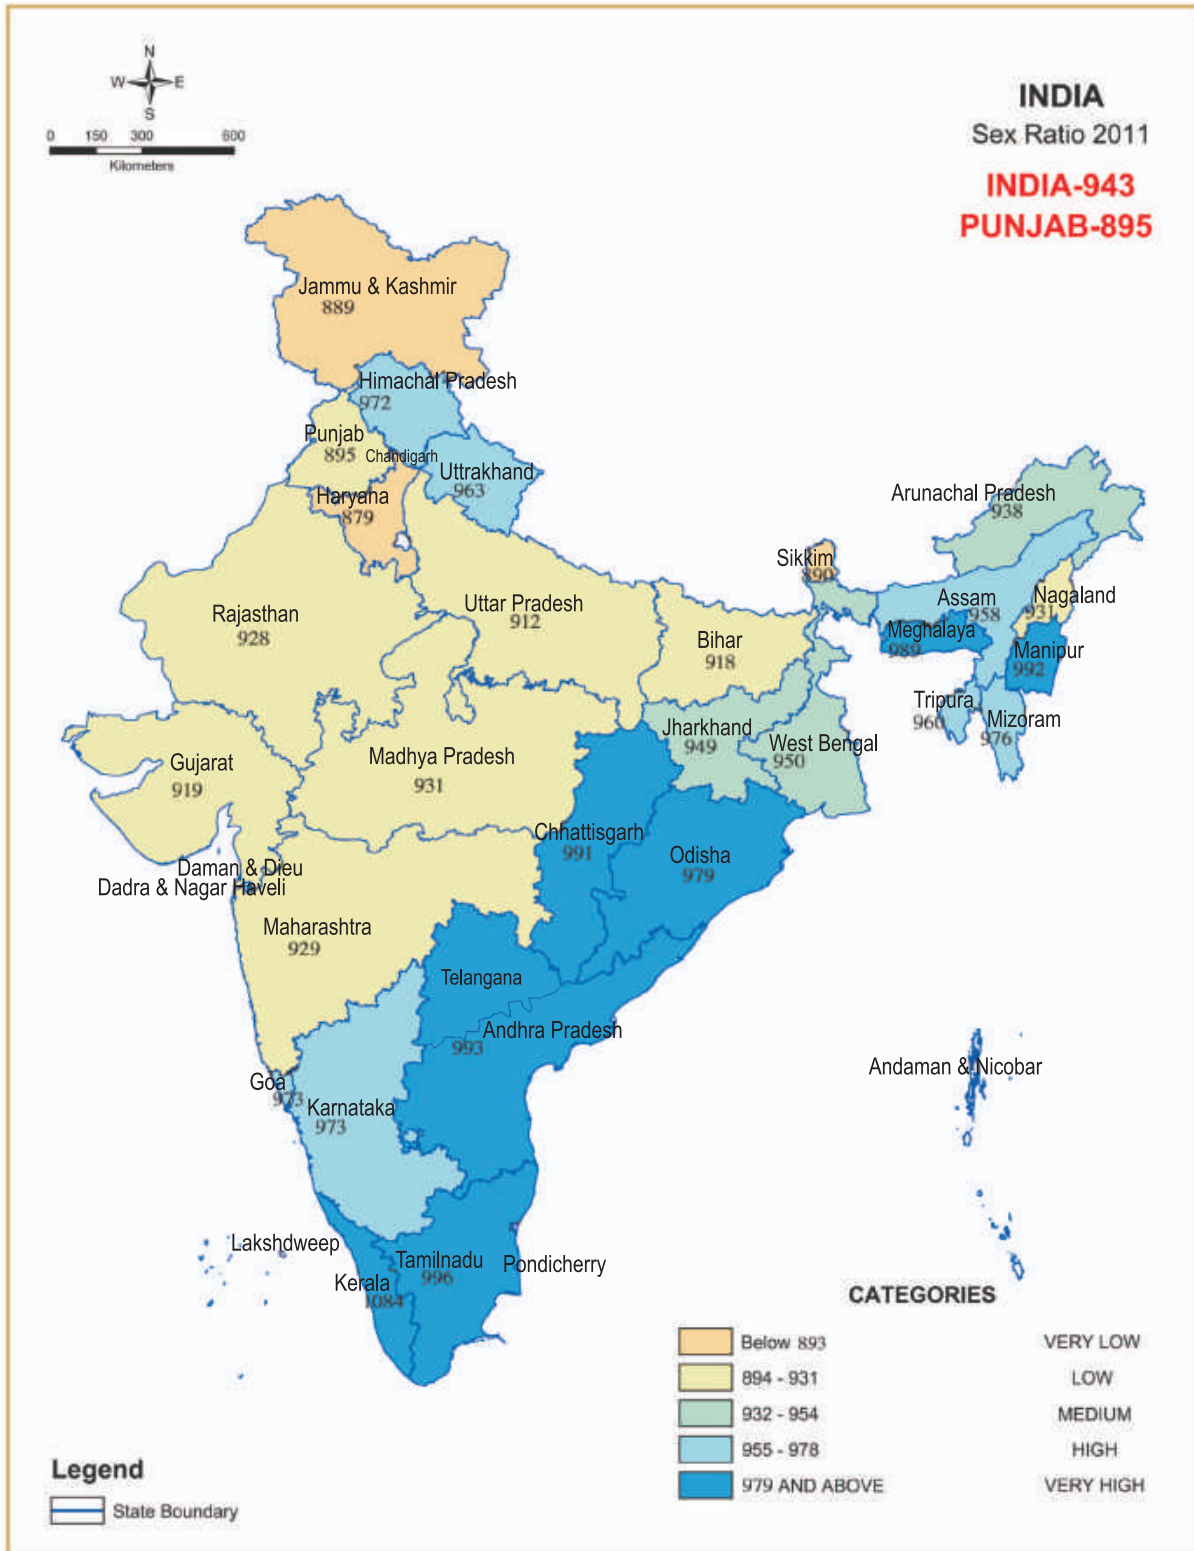 N
W E
S
0 150 300 600
Kilometers
INDIA
Sex Ratio 2011
INDIA-943
PUNJAB-895
Jammu & Kashmir
889
Himachal Pradesh
972
Punjab
895
Chandigarh
Uttrakhand
963
Haryana
879
Arunachal Pradesh
938
Sikkim
890
Rajasthan
928
Uttar Pradesh
912
Bihar
918
Assam
958
Nagaland
931
Meghalaya
989
Manipur
992
Tripura
960
Mizoram
976
Jharkhand
949
West Bengal
950
Gujarat
919
Madhya Pradesh
931
Chhattisgarh
991
Odisha
979
Daman & Dieu
Dadra & Nagar Haveli
Maharashtra
929
Telangana
Andhra Pradesh
993
Goa
973
Karnataka
973
Andaman & Nicobar
Lakshdweep
Tamilnadu
996
Pondicherry
Kerala
1084
CATEGORIES
Below 893 VERY LOW
894 - 931 LOW
932 - 954 MEDIUM
955 - 978 HIGH
979 AND ABOVE VERY HIGH
Legend
State Boundary